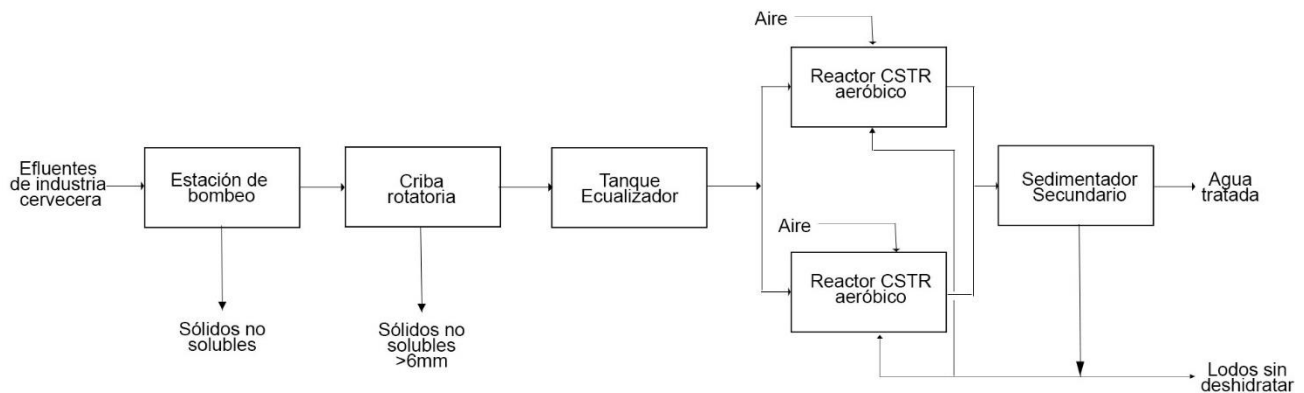 Aire
Reactor CSTR
aeróbico
Efluentes
de industria
cervecera
Estación de
bombeo
Criba
rotatoria
Tanque
Ecualizador
Sedimentador
Secundario
Agua
tratada
Aire
Reactor CSTR
aeróbico
Sólidos no
solubles
Sólidos no
solubles
>6mm
Lodos sin
deshidratar